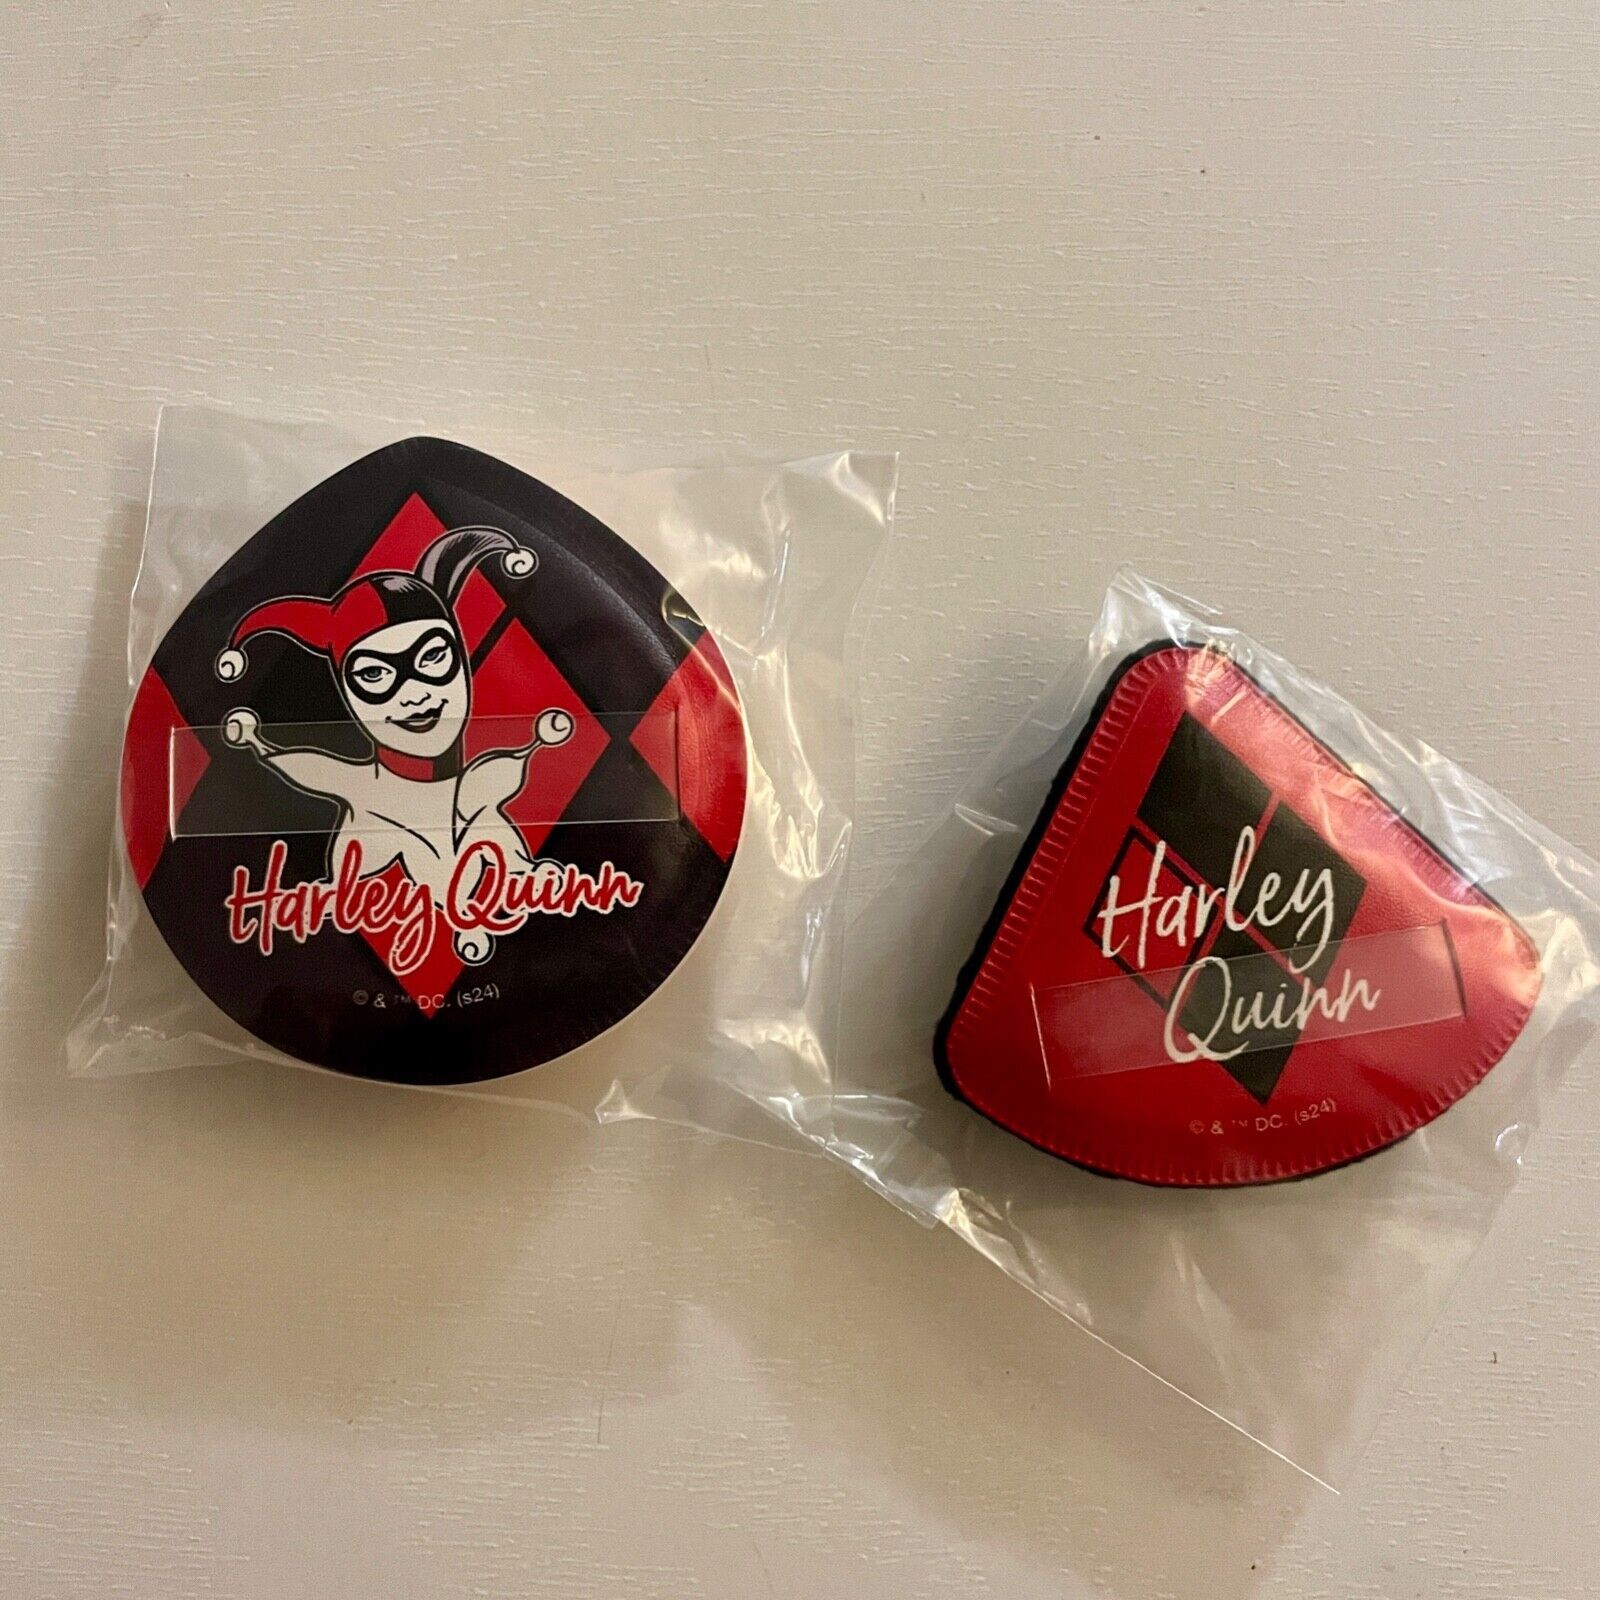 Harley Quinn
© & ™ DC. (s24)
Harley
Quinn
© & ™ DC. (s24)